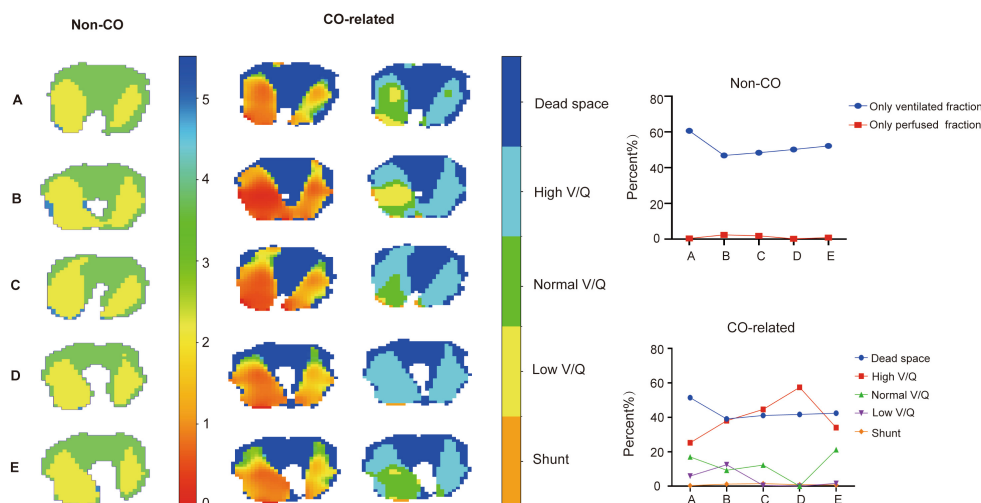 Non-CO
CO-related
A
B
C
D
E
5
4
3
2
1
0
Dead space
High V/Q
Normal V/Q
Low V/Q
Shunt
Non-CO
Percent%)
80
60
40
20
0
A B C D E
Only ventilated fraction
Only perfused fraction
CO-related
Percent%)
80
60
40
20
0
A B C D E
Dead space
High V/Q
Normal V/Q
Low V/Q
Shunt